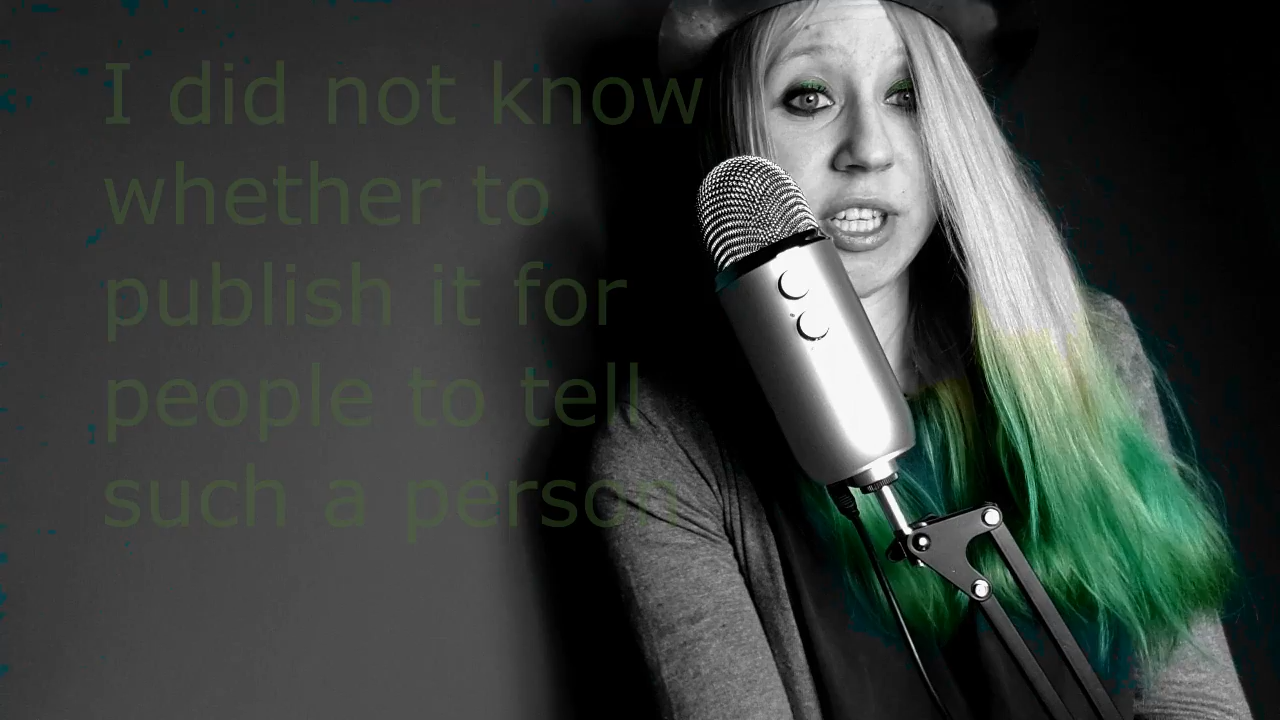 I did not know
whether to
publish it for
people to tell
such a person